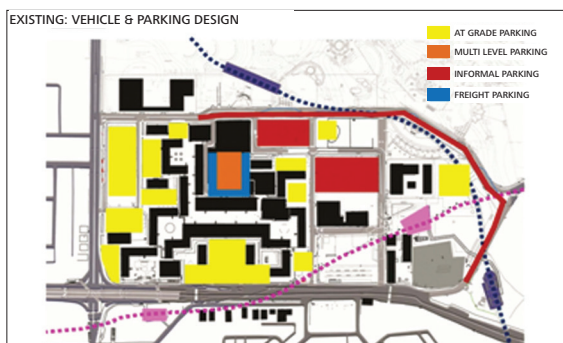 EXISTING: VEHICLE & PARKING DESIGN
AT GRADE PARKING
MULTI LEVEL PARKING
INFORMAL PARKING
FREIGHT PARKING